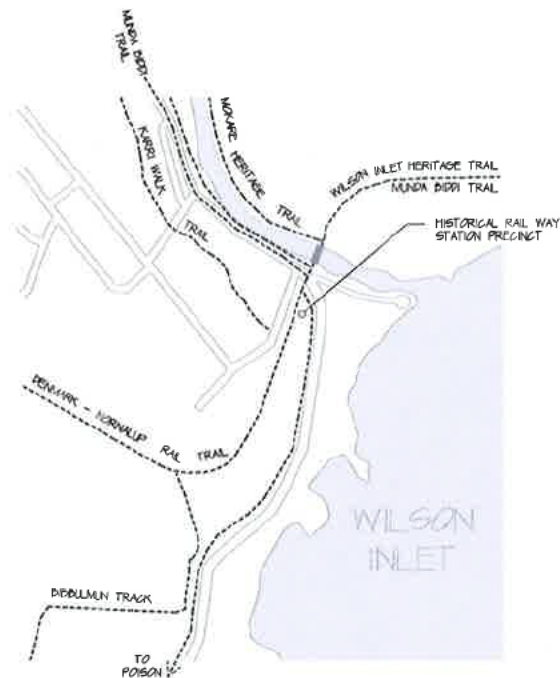 MUNDA BIDDI
TRAIL
KARRI WALK
TRAIL
MOKARE HERITAGE TRAIL
WILSON INLET HERITAGE TRAIL
MUNDA BIDDI TRAIL
HISTORICAL RAIL WAY
STATION PRECINCT
DENMARK - NORNALUP RAIL TRAIL
WILSON
INLET
BIBBULMUN TRACK
TO
POISON